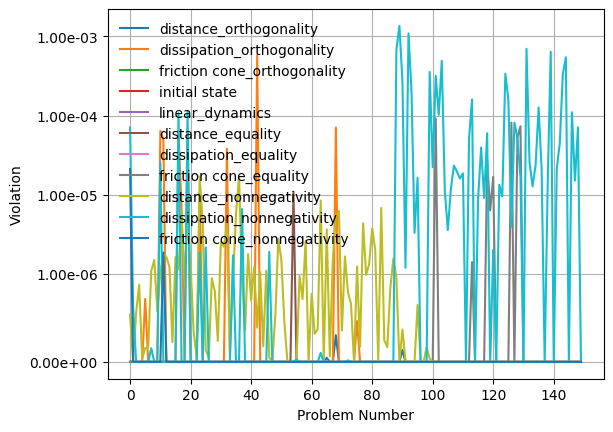 1.00e-03
1.00e-04
1.00e-05
1.00e-06
0.00e+00
Violation
distance_orthogonality
dissipation_orthogonality
friction cone_orthogonality
initial state
linear_dynamics
distance_equality
dissipation_equality
friction cone_equality
distance_nonnegativity
dissipation_nonnegativity
friction cone_nonnegativity
0 20 40 60 80 100 120 140
Problem Number